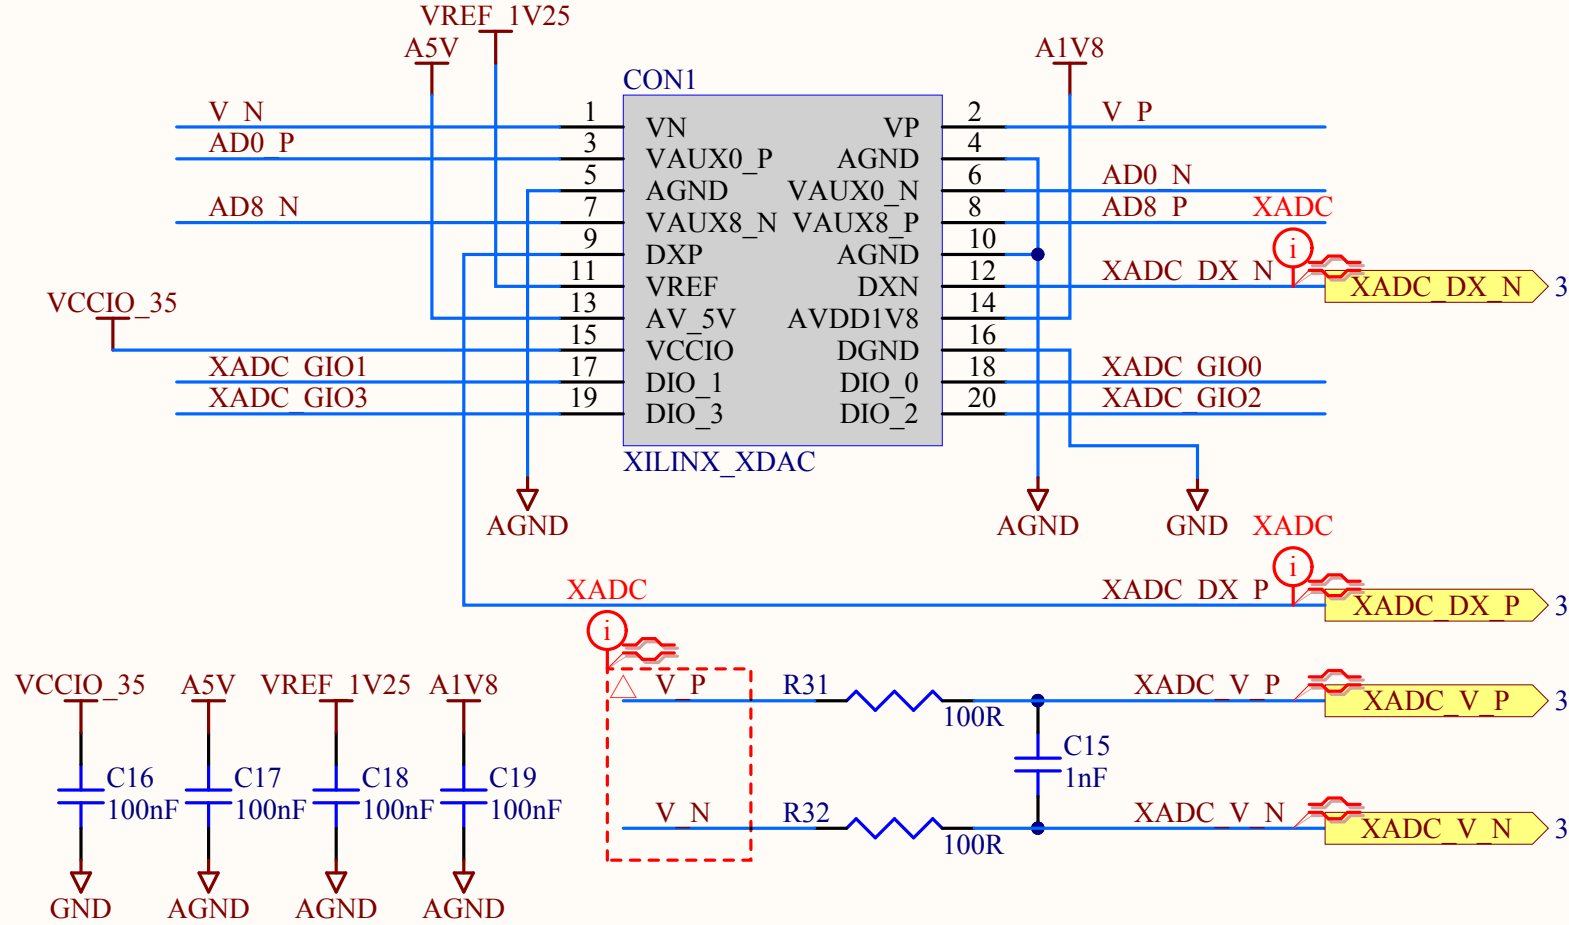 VREF_1V25
A5V
A1V8
CON1
V_N 1 VN VP 2 V_P
AD0_P 3 VAUX0_P AGND 4
5 AGND VAUX0_N 6 AD0_N
AD8_N 7 VAUX8_N VAUX8_P 8 AD8_P XADC
9 DXP AGND 10 i
11 VREF DXN 12 XADC_DX_N XADC_DX_N 3
VCCIO_35 13 AV_5V AVDD1V8 14
15 VCCIO DGND 16
XADC_GIO1 17 DIO_1 DIO_0 18 XADC_GIO0
XADC_GIO3 19 DIO_3 DIO_2 20 XADC_GIO2
XILINX_XDAC
AGND AGND GND XADC
i
XADC XADC_DX_P XADC_DX_P 3
i
VCCIO_35 A5V VREF_1V25 A1V8 V_P R31 100R XADC_V_P XADC_V_P 3
C16 C17 C18 C19 C15
100nF 100nF 100nF 100nF 1nF
V_N R32 100R XADC_V_N XADC_V_N 3
GND AGND AGND AGND